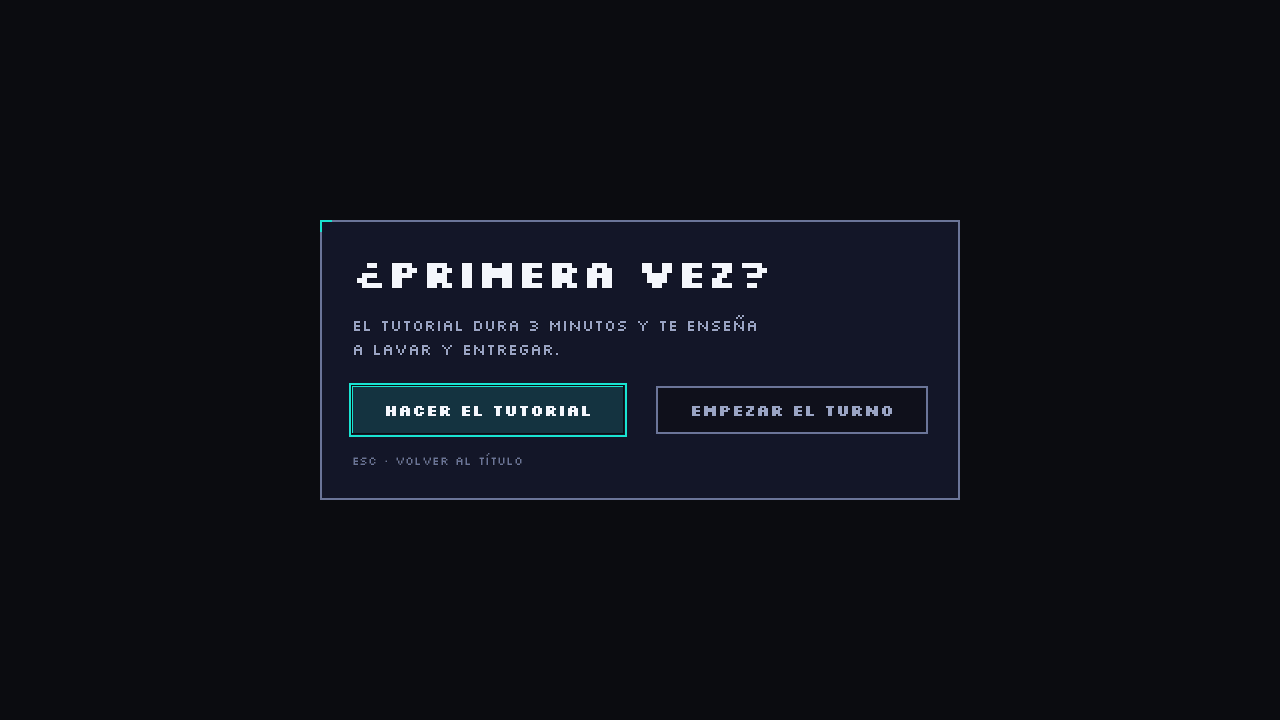 ¿PRIMERA VEZ?
EL TUTORIAL DURA 3 MINUTOS Y TE ENSEÑA
A LAVAR Y ENTREGAR.
HACER EL TUTORIAL
EMPEZAR EL TURNO
ESC · VOLVER AL TÍTULO